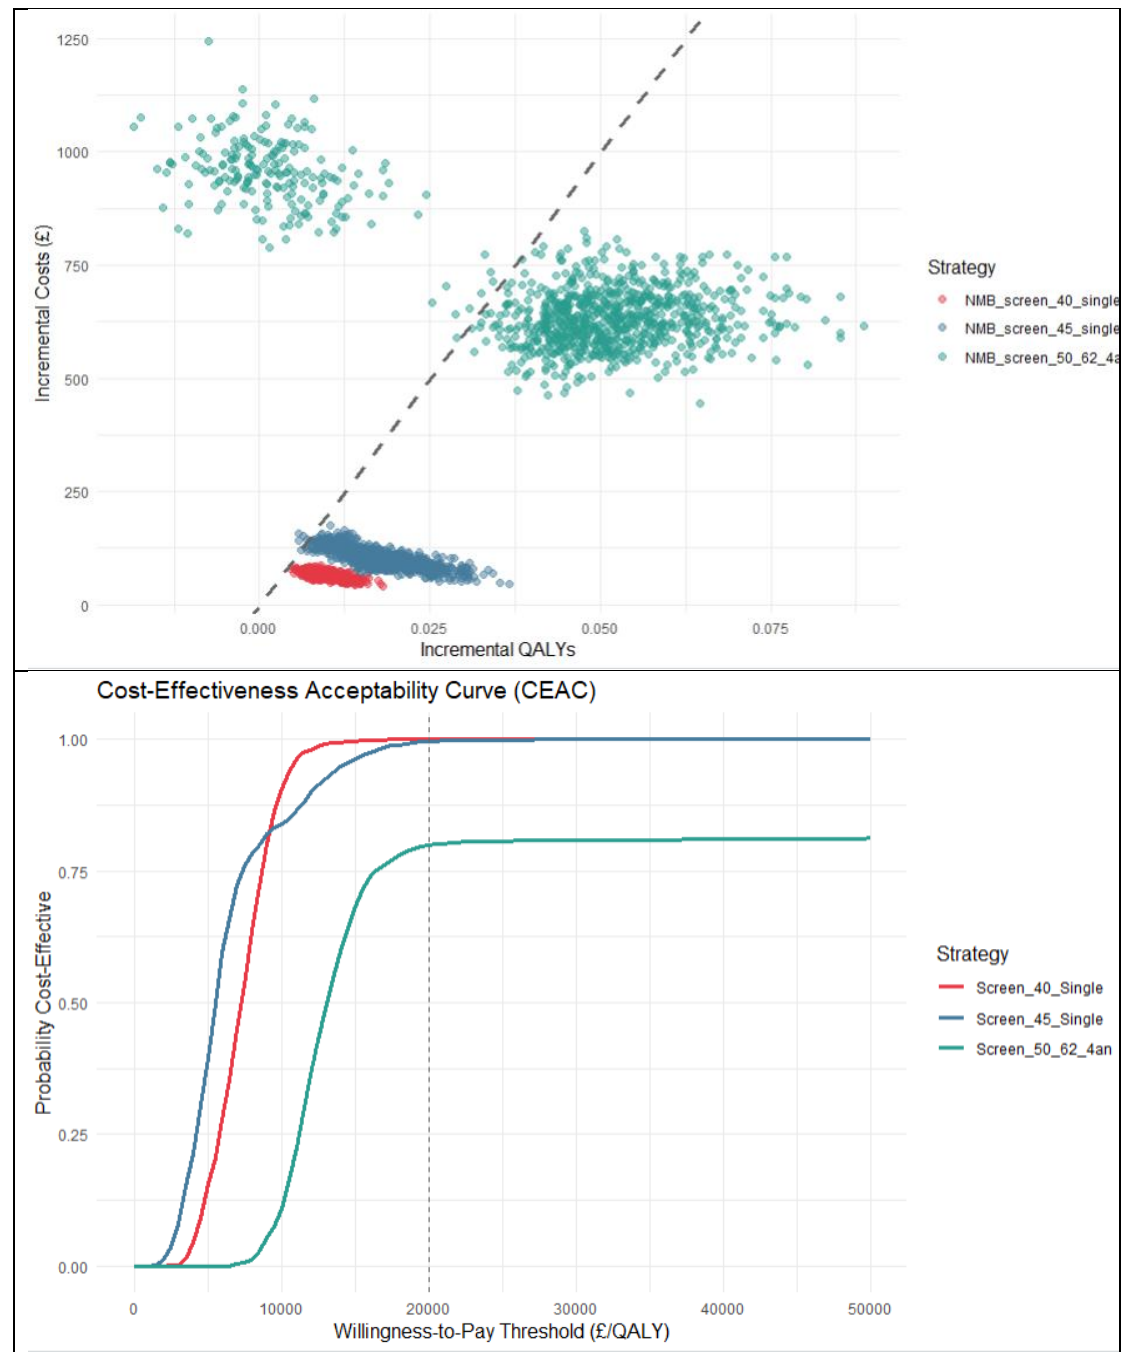 1250
1000
750
500
250
0
Incremental Costs (£)
0.000 0.025 0.050 0.075
Incremental QALYs
Strategy
NMB_screen_40_single
NMB_screen_45_single
NMB_screen_50_62_4a
Cost-Effectiveness Acceptability Curve (CEAC)
1.00
0.75
0.50
0.25
0.00
Probability Cost-Effective
0 10000 20000 30000 40000 50000
Willingness-to-Pay Threshold (£/QALY)
Strategy
Screen_40_Single
Screen_45_Single
Screen_50_62_4an